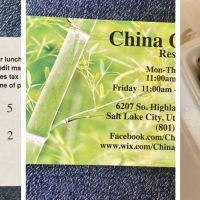 r lunch
dit ma
es tax
ne of p
5
2
China
Res
Mon-Th
11:00am
Friday 11:00am -
6207 So. Highla
Salt Lake City, Ut
(801)
Facebook.com/Ch
www.wix.com/China